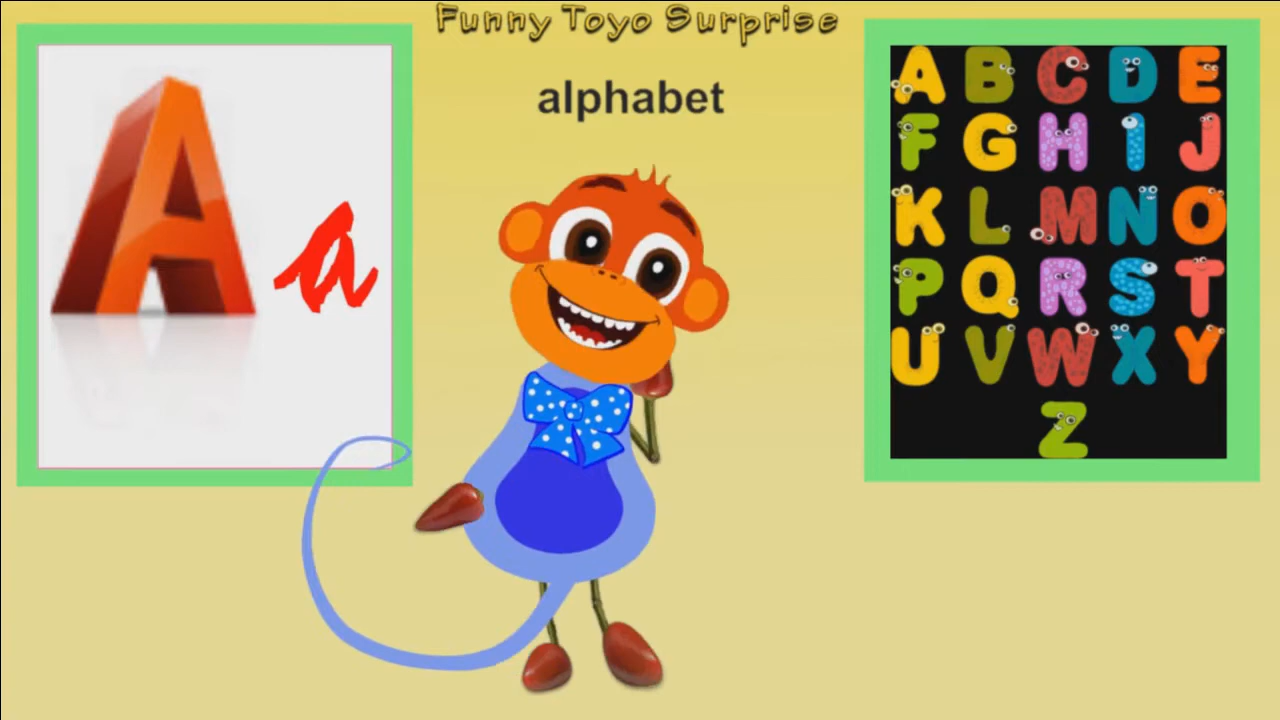 Funny Toyo Surprise
alphabet
A a
A B C D E
F G H I J
K L M N O
P Q R S T
U V W X Y
Z